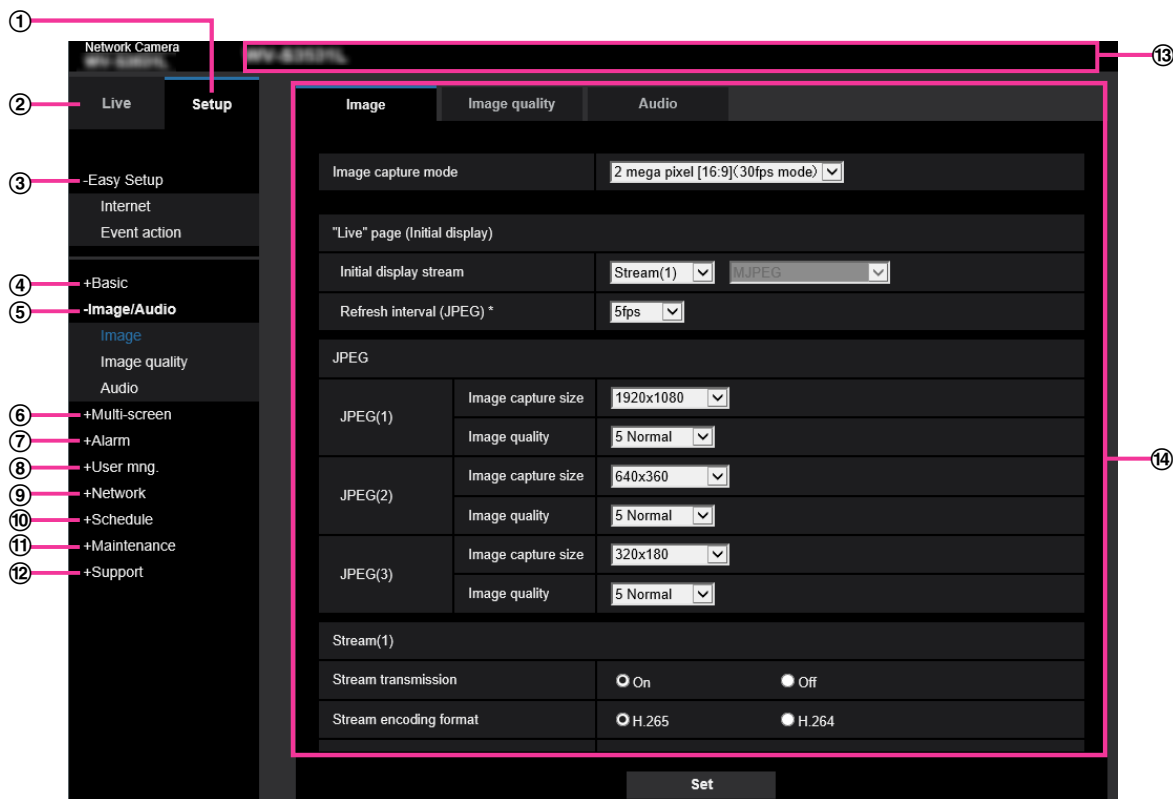 ①
Network Camera
⑬
② Live Setup
Image Image quality Audio
③ -Easy Setup
Internet
Event action
④ +Basic
⑤ -Image/Audio
Image
Image quality
Audio
⑥ +Multi-screen
⑦ +Alarm
⑧ +User mng.
⑨ +Network
⑩ +Schedule
⑪ +Maintenance
⑫ +Support
Image capture mode 2 mega pixel [16:9](30fps mode)
"Live" page (Initial display)
Initial display stream Stream(1) MJPEG
Refresh interval (JPEG) * 5fps
JPEG
JPEG(1)
Image capture size 1920x1080
Image quality 5 Normal
JPEG(2)
Image capture size 640x360
Image quality 5 Normal
JPEG(3)
Image capture size 320x180
Image quality 5 Normal
⑭
Stream(1)
Stream transmission On Off
Stream encoding format H.265 H.264
Set